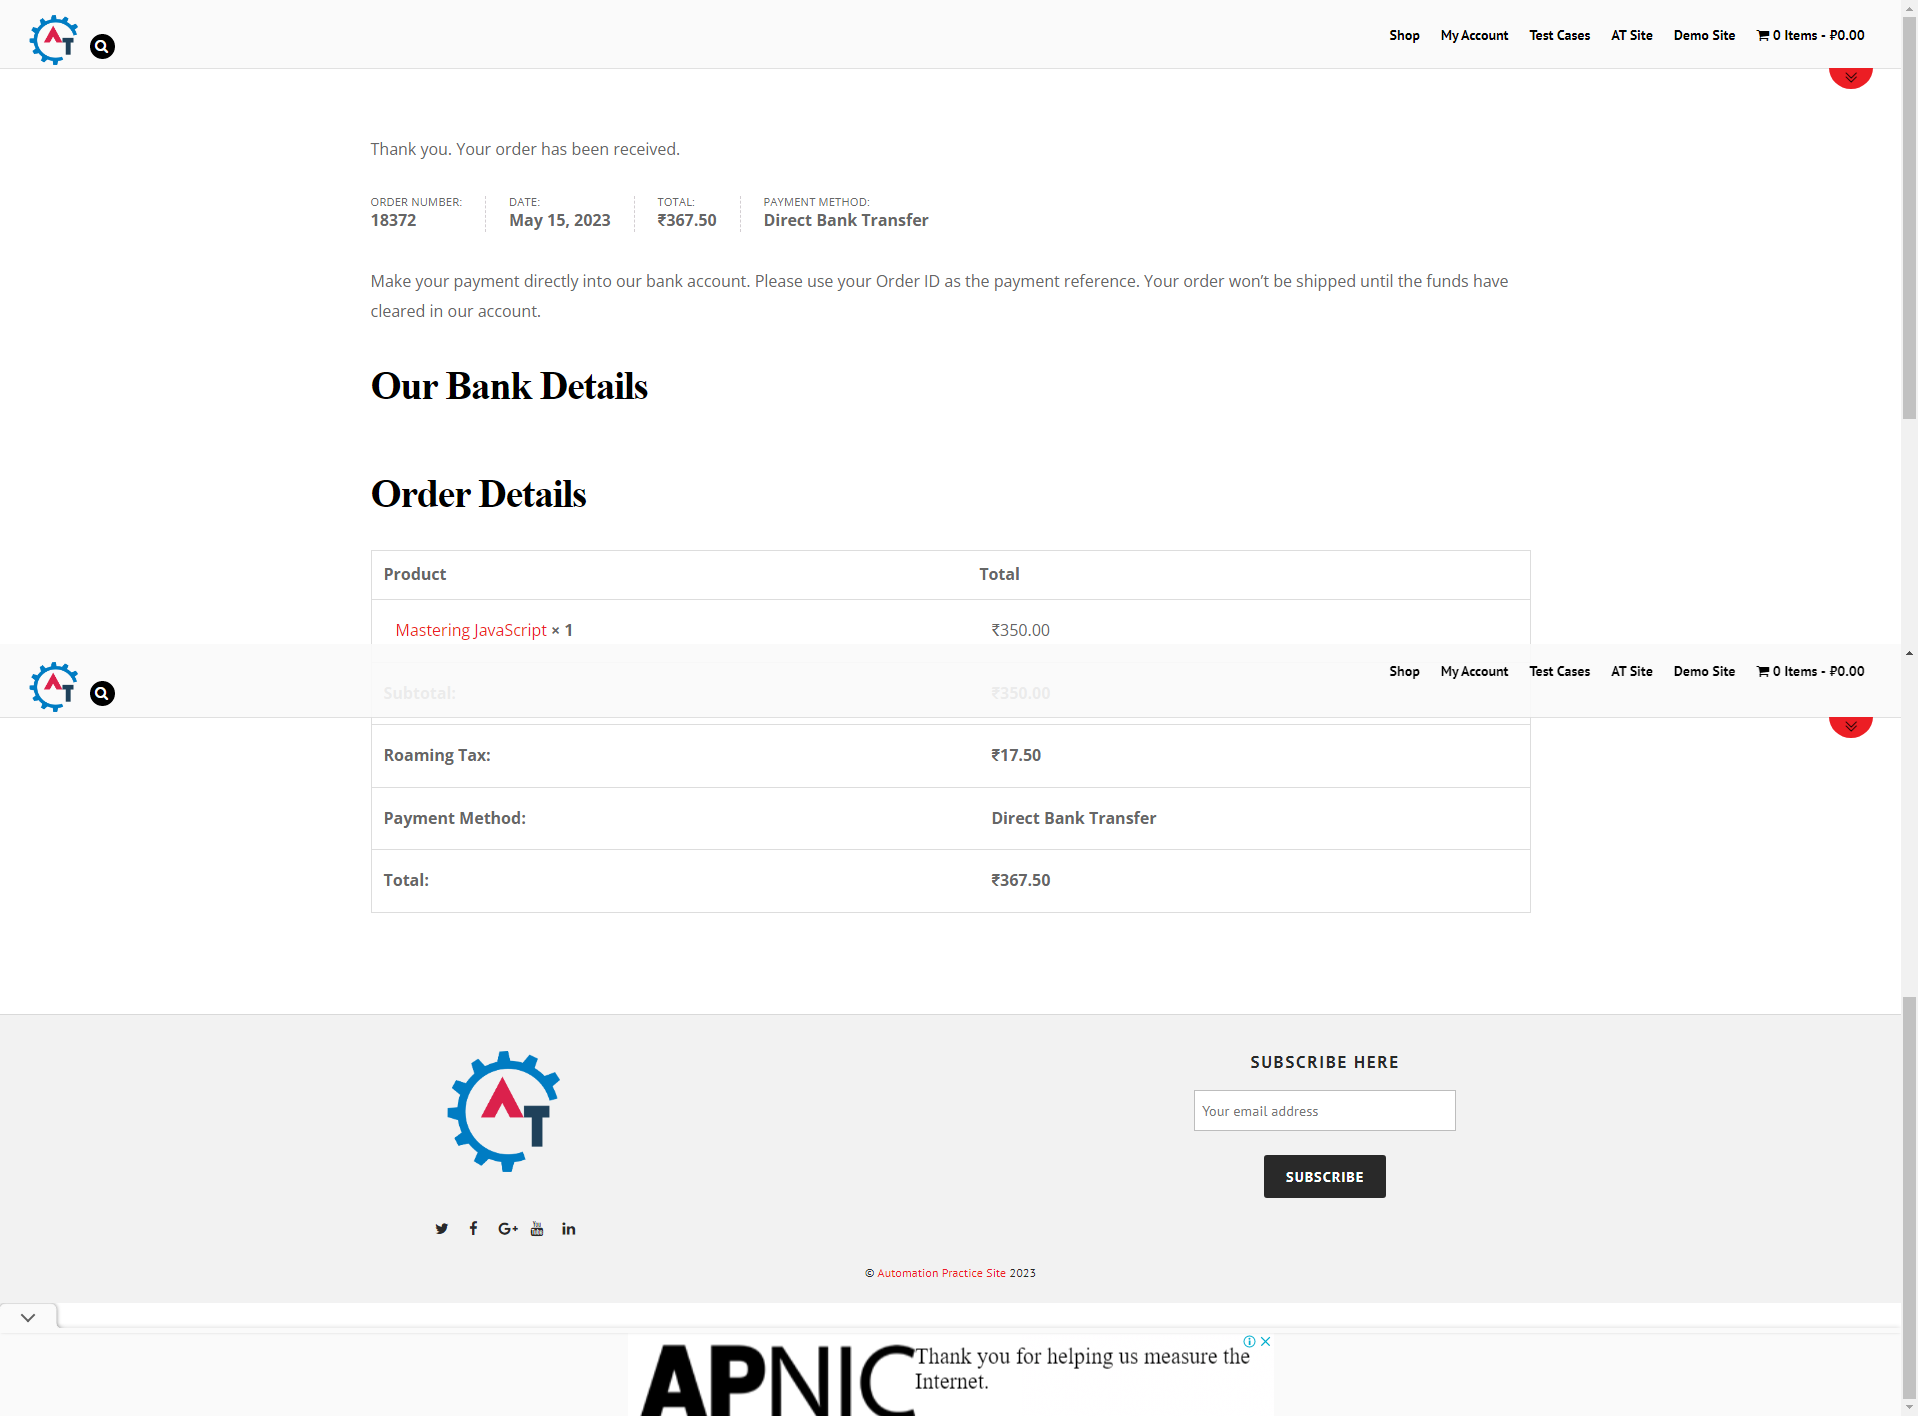 AT
Shop My Account Test Cases AT Site Demo Site 0 Items - ₽0.00
Thank you. Your order has been received.
ORDER NUMBER: DATE: TOTAL: PAYMENT METHOD:
18372 May 15, 2023 ₹367.50 Direct Bank Transfer
Make your payment directly into our bank account. Please use your Order ID as the payment reference. Your order won’t be shipped until the funds have
cleared in our account.
Our Bank Details
Order Details
Product Total
Mastering JavaScript × 1 ₹350.00
AT
Shop My Account Test Cases AT Site Demo Site 0 Items - ₽0.00
Subtotal: ₹350.00
Roaming Tax: ₹17.50
Payment Method: Direct Bank Transfer
Total: ₹367.50
AT
SUBSCRIBE HERE
Your email address
SUBSCRIBE
© Automation Practice Site 2023
APNIC
Thank you for helping us measure the
Internet.